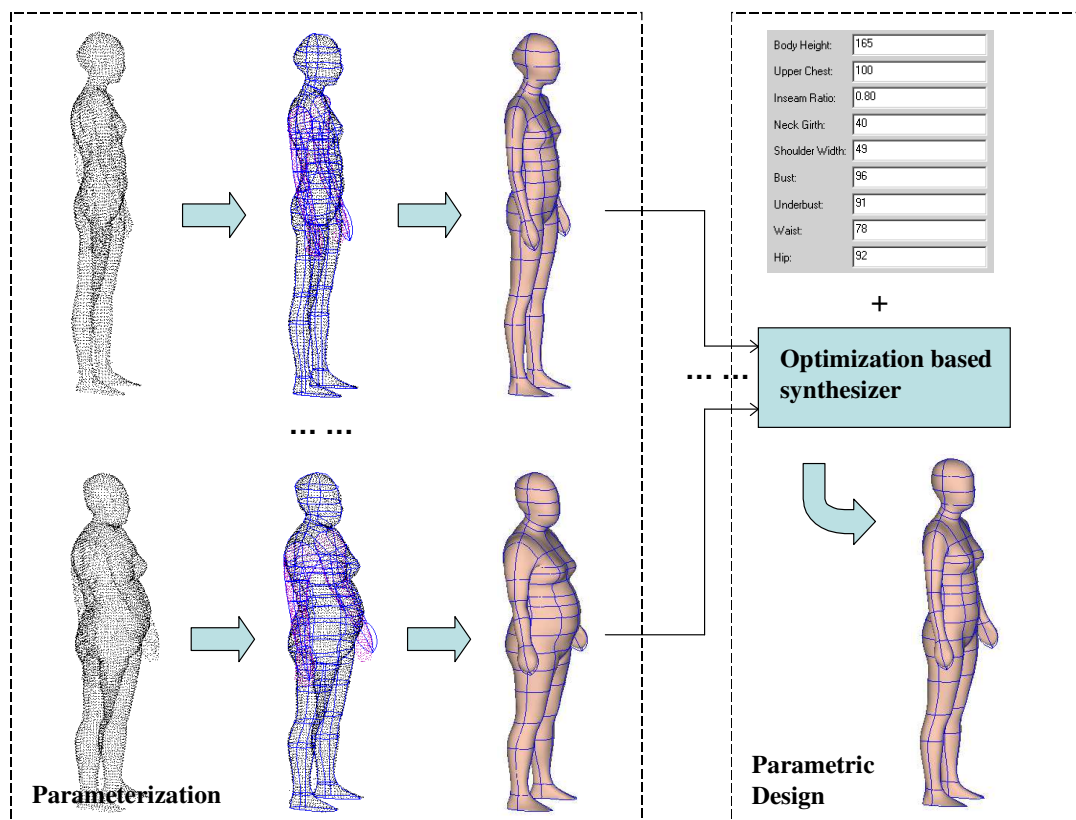 Body Height: 165
Upper Chest: 100
Inseam Ratio: 0.80
Neck Girth: 40
Shoulder Width: 49
Bust: 96
Underbust: 91
Waist: 78
Hip: 92
+
Optimization based
synthesizer
... ...
... ...
Parameterization
Parametric
Design